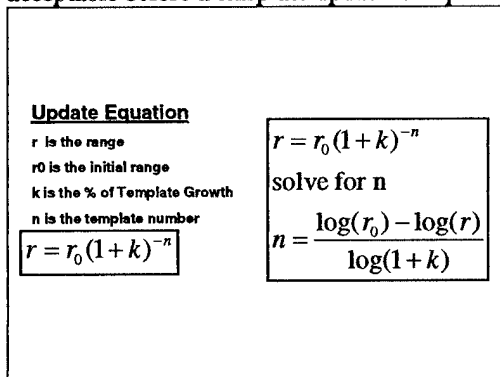 Update Equation
r is the range
r0 is the initial range
k is the % of Template Growth
n is the template number
r = r₀(1+k)⁻ⁿ
r = r₀(1+k)⁻ⁿ
solve for n
n = (log(r₀) − log(r)) / log(1+k)